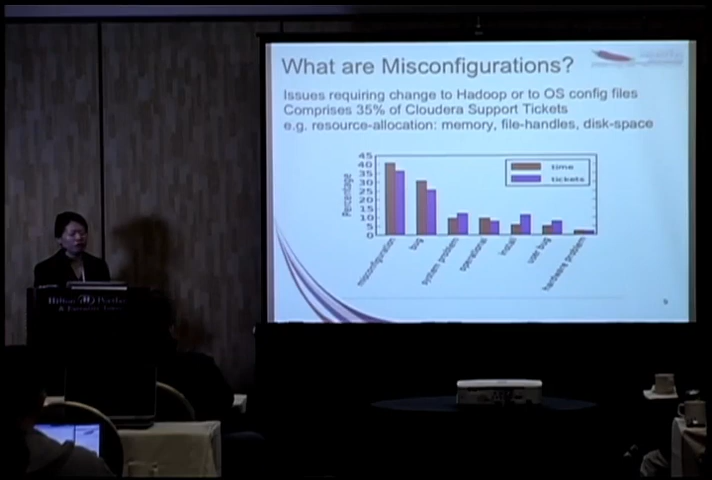 What are Misconfigurations?
Issues requiring change to Hadoop or to OS config files
Comprises 35% of Cloudera Support Tickets
e.g. resource-allocation: memory, file-handles, disk-space
45
40
35
30
25
20
15
10
5
0
Percentage
time
tickets
misconfiguration
bug
system problem
operational
install
user bug
hardware problem
9
Hilton